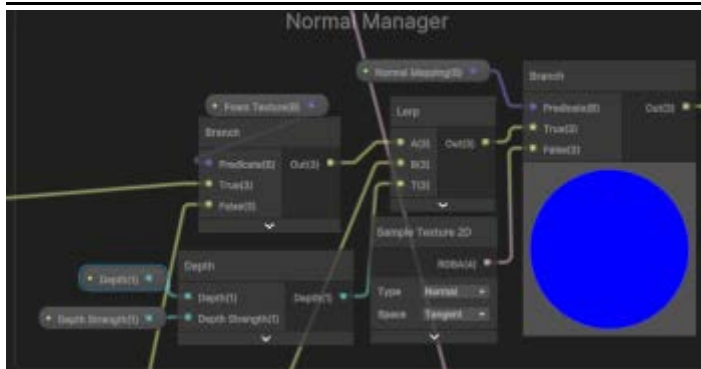 Normal Manager
Normal Mapping(B)
Branch
Predicate(B)
Out(3)
True(3)
False(3)
Foam Texture(B)
Branch
Predicate(B)
Out(3)
True(3)
False(3)
Lerp
A(3)
Out(3)
B(3)
T(3)
Sample Texture 2D
RGBA(4)
Type
Normal
Space
Tangent
Depth(1)
Depth Strength(1)
Depth
Depth(1)
Depth(1)
Depth Strength(1)